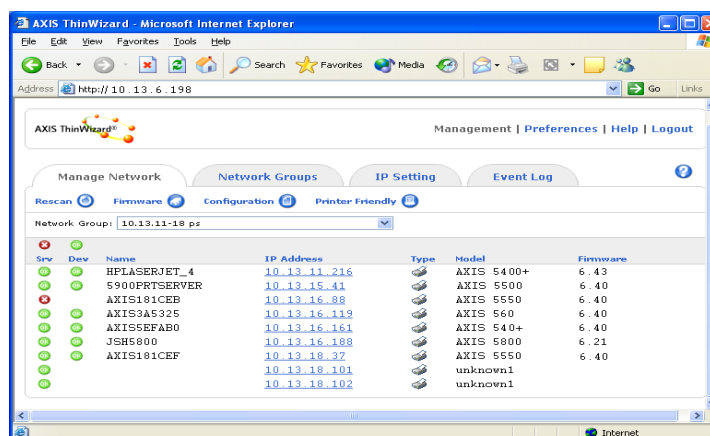 AXIS ThinWizard - Microsoft Internet Explorer
File Edit View Favorites Tools Help
Back Search Favorites Media
Address http://10.13.6.198 Go Links
AXIS ThinWizard® Management | Preferences | Help | Logout
Manage Network Network Groups IP Setting Event Log ?
Rescan Firmware Configuration Printer Friendly
Network Group: 10.13.11-18 ps
Srv Dev Name IP Address Type Model Firmware
HPLASERJET_4 10.13.11.216 AXIS 5400+ 6.43
5900PRTSERVER 10.13.15.41 AXIS 5500 6.40
AXIS181CEB 10.13.16.88 AXIS 5550 6.40
AXIS3A5325 10.13.16.119 AXIS 560 6.40
AXIS5EFAB0 10.13.16.161 AXIS 540+ 6.40
JSH5800 10.13.16.188 AXIS 5800 6.21
AXIS181CEF 10.13.18.37 AXIS 5550 6.40
10.13.18.101 unknown1
10.13.18.102 unknown1
Internet